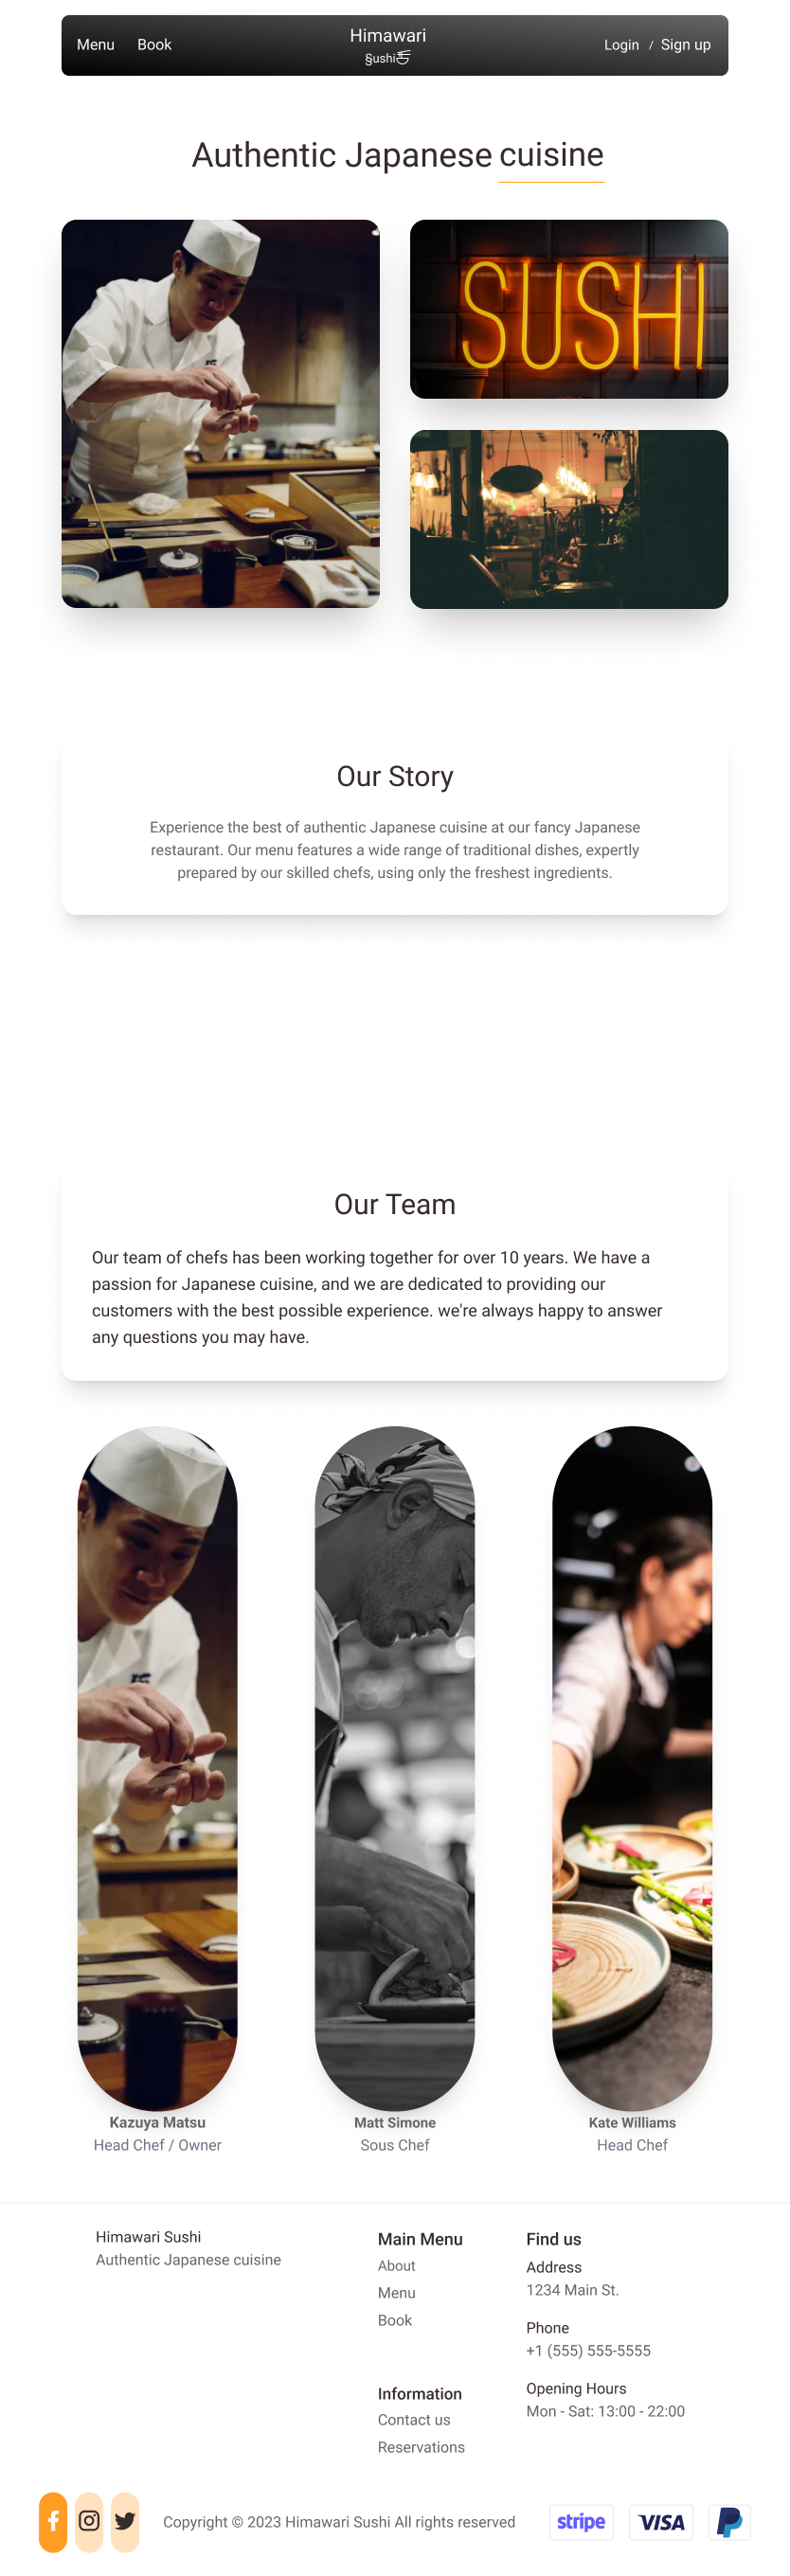 Menu
Book
Himawari
Sushi
Login / Sign up
Authentic Japanese cuisine
SUSHI
Our Story
Experience the best of authentic Japanese cuisine at our fancy Japanese
restaurant. Our menu features a wide range of traditional dishes, expertly
prepared by our skilled chefs, using only the freshest ingredients.
Our Team
Our team of chefs has been working together for over 10 years. We have a
passion for Japanese cuisine, and we are dedicated to providing our
customers with the best possible experience. we're always happy to answer
any questions you may have.
Kazuya Matsu
Head Chef / Owner
Matt Simone
Sous Chef
Kate Williams
Head Chef
Himawari Sushi
Authentic Japanese cuisine
Main Menu
About
Menu
Book
Information
Contact us
Reservations
Find us
Address
1234 Main St.
Phone
+1 (555) 555-5555
Opening Hours
Mon - Sat: 13:00 - 22:00
Copyright © 2023 Himawari Sushi All rights reserved
stripe
VISA